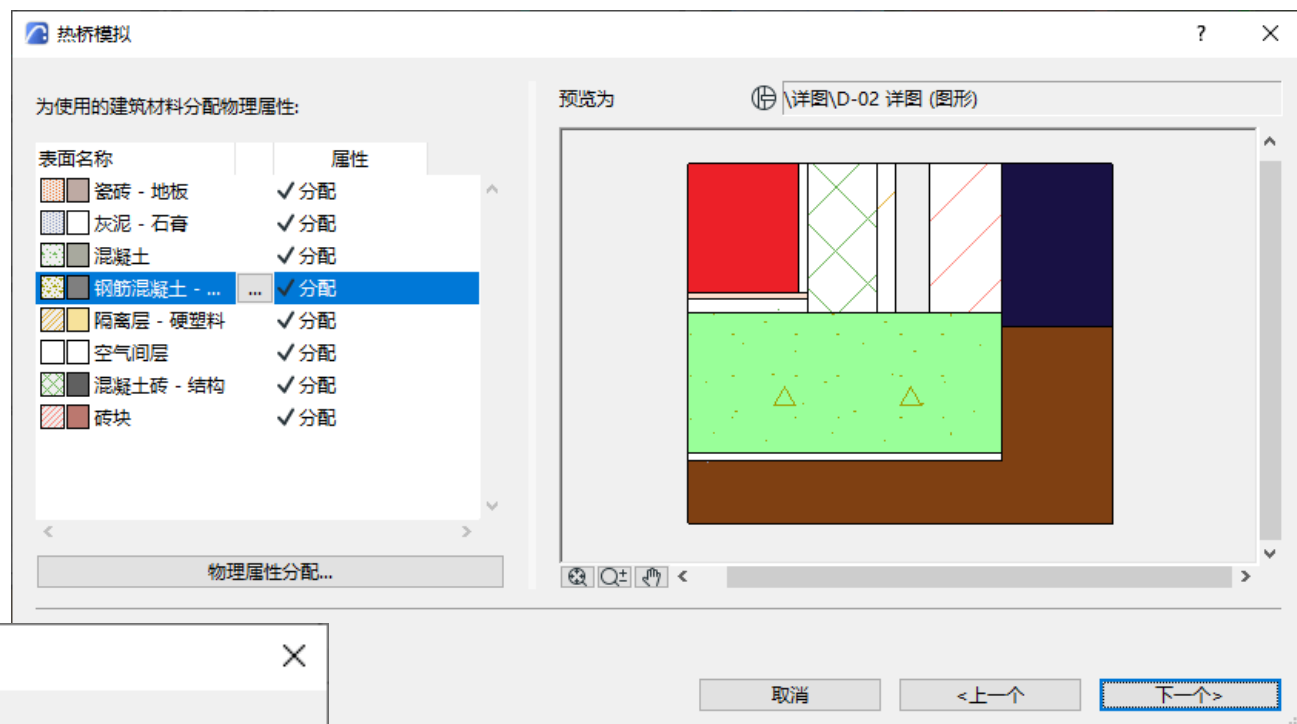 热桥模拟
?
为使用的建筑材料分配物理属性:
表面名称 属性
瓷砖 - 地板 分配
灰泥 - 石膏 分配
混凝土 分配
钢筋混凝土 - ... ... 分配
隔离层 - 硬塑料 分配
空气间层 分配
混凝土砖 - 结构 分配
砖块 分配
物理属性分配...
预览为 \详图\D-02 详图 (图形)
取消 <上一个 下一个>